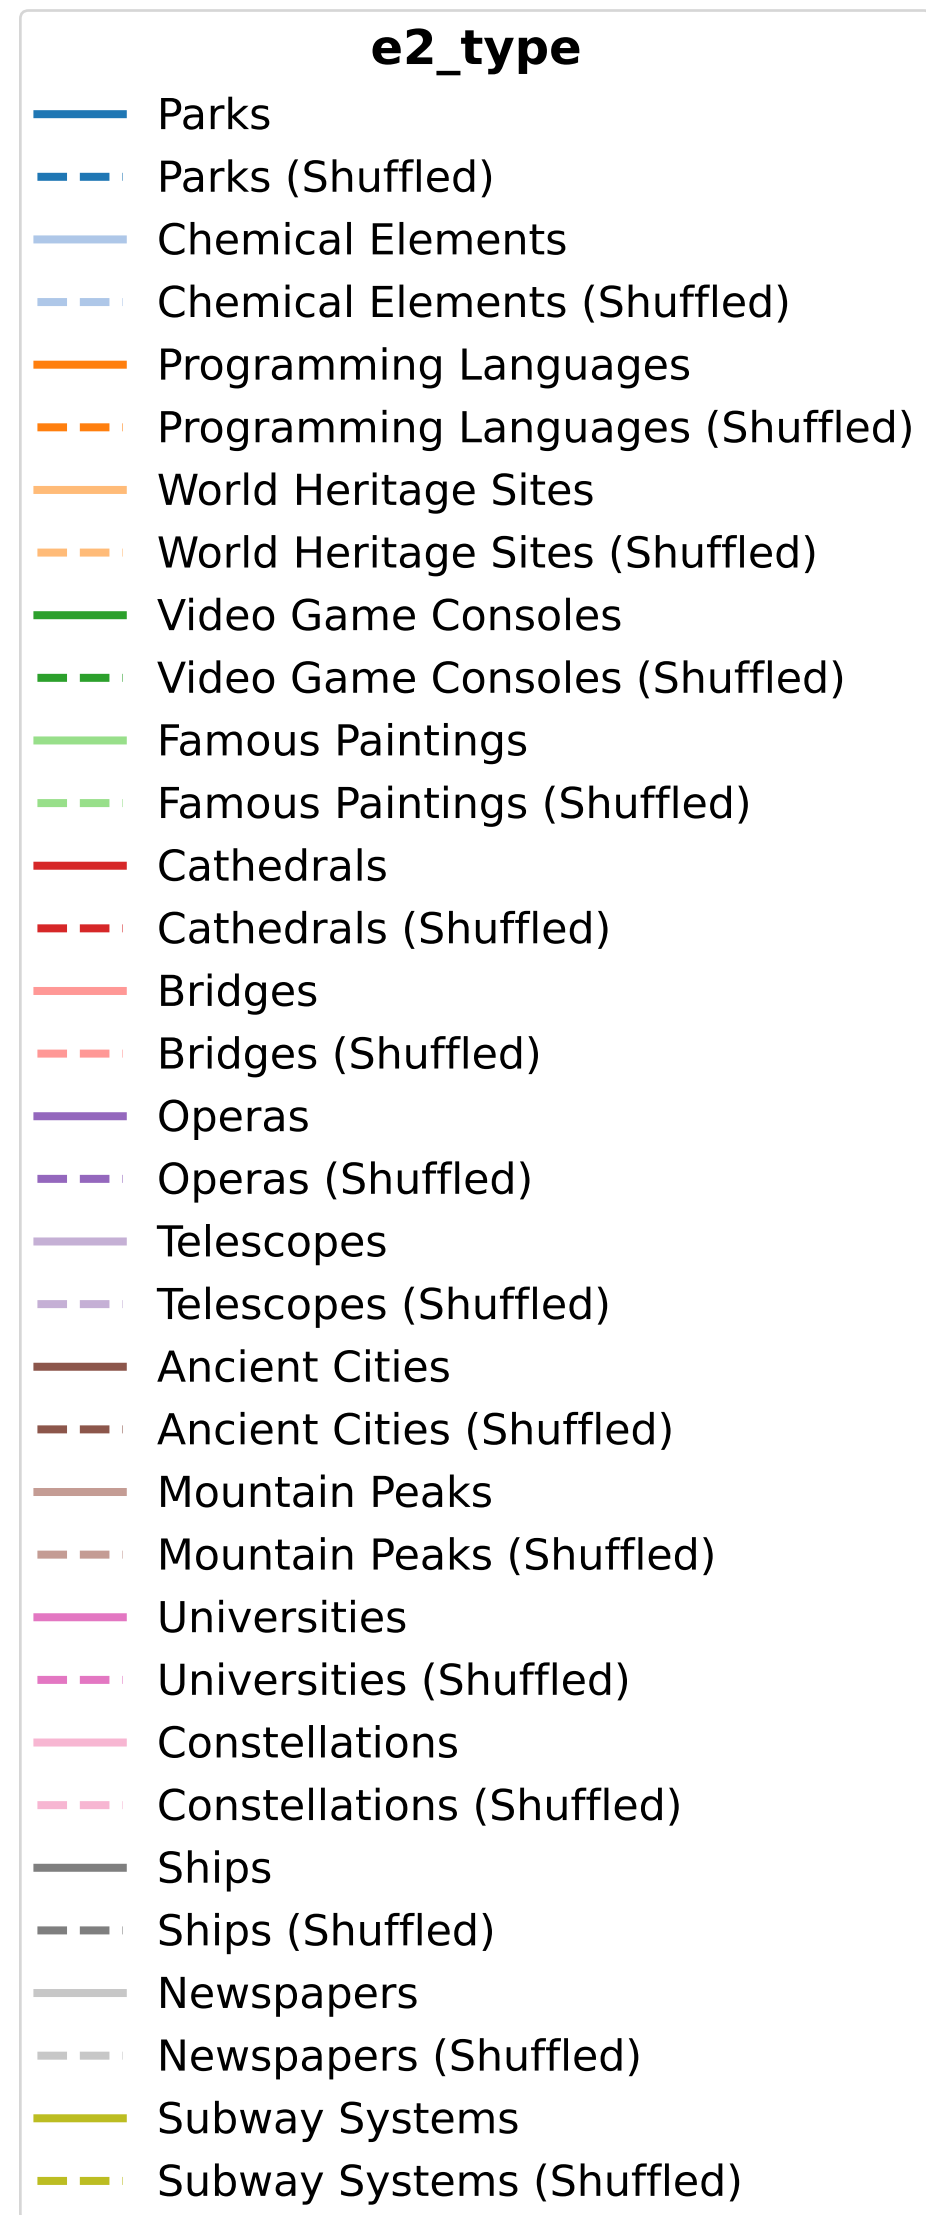 e2_type
Parks
Parks (Shuffled)
Chemical Elements
Chemical Elements (Shuffled)
Programming Languages
Programming Languages (Shuffled)
World Heritage Sites
World Heritage Sites (Shuffled)
Video Game Consoles
Video Game Consoles (Shuffled)
Famous Paintings
Famous Paintings (Shuffled)
Cathedrals
Cathedrals (Shuffled)
Bridges
Bridges (Shuffled)
Operas
Operas (Shuffled)
Telescopes
Telescopes (Shuffled)
Ancient Cities
Ancient Cities (Shuffled)
Mountain Peaks
Mountain Peaks (Shuffled)
Universities
Universities (Shuffled)
Constellations
Constellations (Shuffled)
Ships
Ships (Shuffled)
Newspapers
Newspapers (Shuffled)
Subway Systems
Subway Systems (Shuffled)